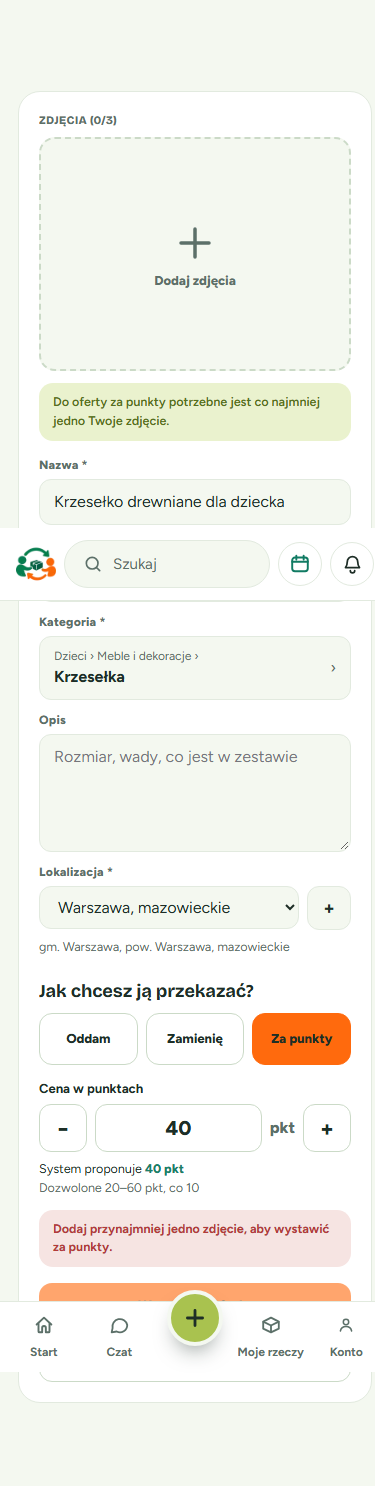 ZDJĘCIA (0/3)
Dodaj zdjęcia
Do oferty za punkty potrzebne jest co najmniej
jedno Twoje zdjęcie.
Nazwa *
Krzesełko drewniane dla dziecka
Szukaj
Kategoria *
Dzieci › Meble i dekoracje ›
Krzesełka
›
Opis
Rozmiar, wady, co jest w zestawie
Lokalizacja *
Warszawa, mazowieckie
+
gm. Warszawa, pow. Warszawa, mazowieckie
Jak chcesz ją przekazać?
Oddam
Zamienię
Za punkty
Cena w punktach
−
40
pkt
+
System proponuje 40 pkt
Dozwolone 20–60 pkt, co 10
Dodaj przynajmniej jedno zdjęcie, aby wystawić
za punkty.
Start
Czat
Moje rzeczy
Konto